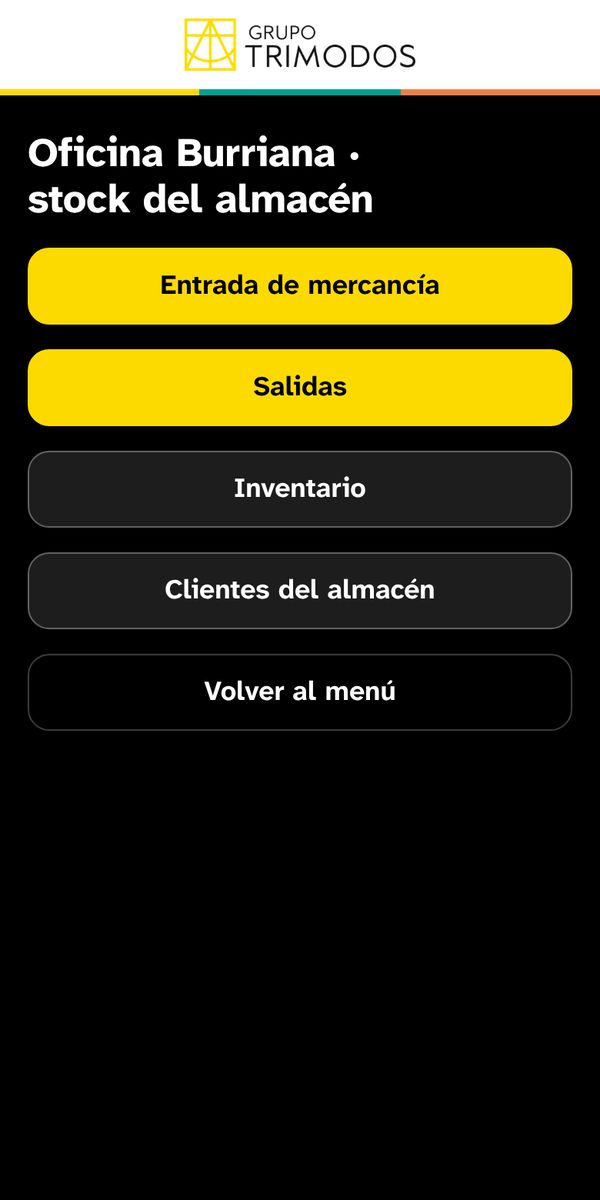 GRUPO
TRIMODOS
Oficina Burriana ·
stock del almacén
Entrada de mercancía
Salidas
Inventario
Clientes del almacén
Volver al menú